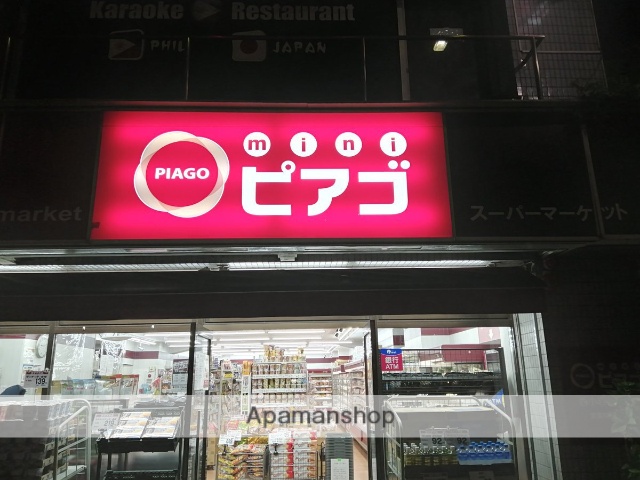 Karaoke Restaurant
PHIL JAPAN
mini
PIAGO
ピアゴ
market
スーパーマーケット
銀行
ATM
139
Apamanshop